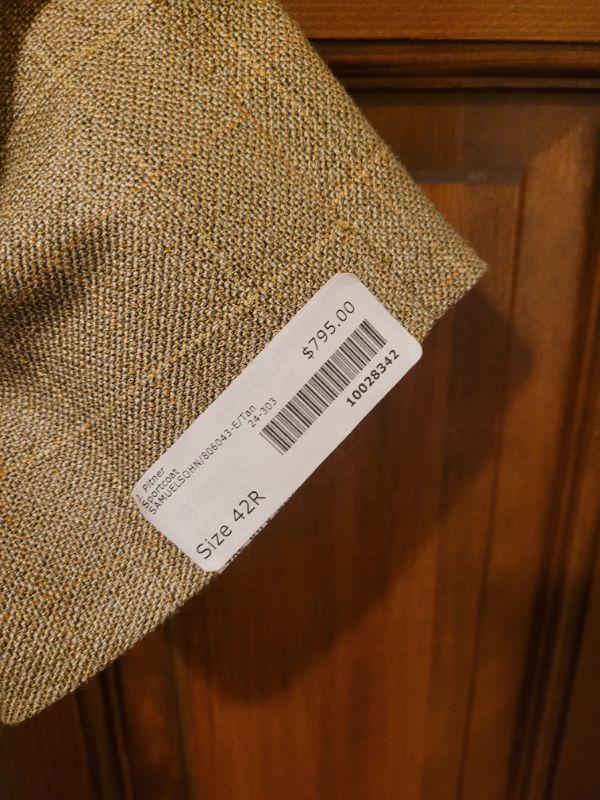 J. Pitner
Sportcoat
SAMUELSOHN/806043-E/Tan
24-303
$795.00
10028342
Size 42R